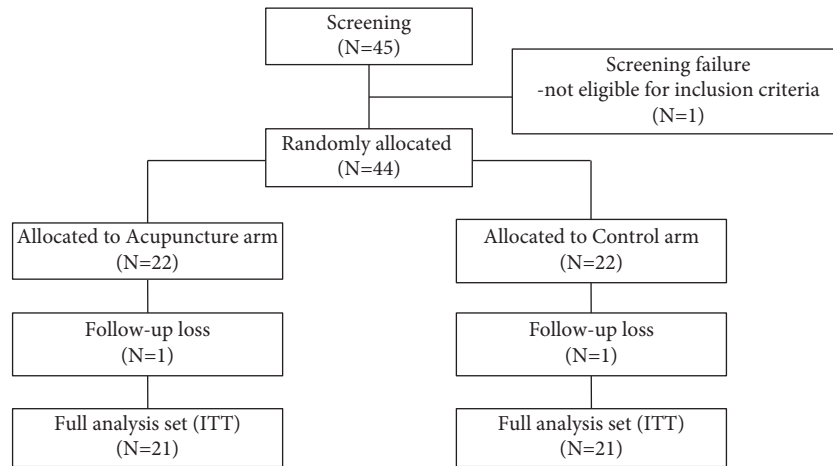 Screening
(N=45)
Screening failure
-not eligible for inclusion criteria
(N=1)
Randomly allocated
(N=44)
Allocated to Acupuncture arm
(N=22)
Allocated to Control arm
(N=22)
Follow-up loss
(N=1)
Follow-up loss
(N=1)
Full analysis set (ITT)
(N=21)
Full analysis set (ITT)
(N=21)